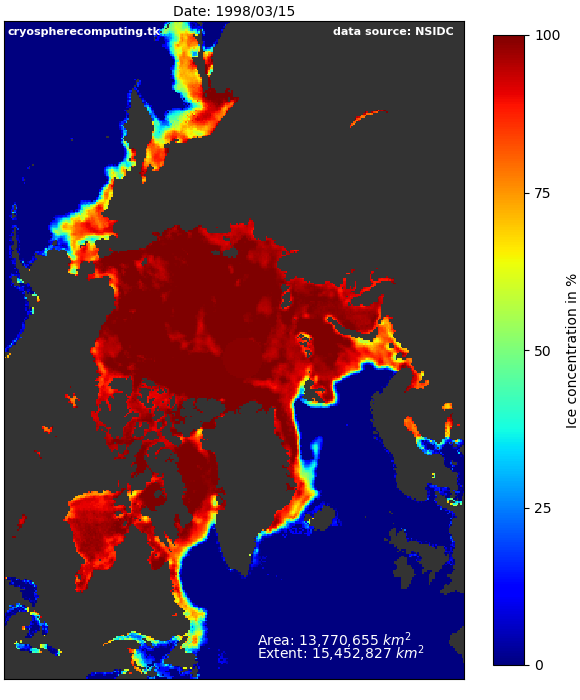 Date: 1998/03/15
cryospherecomputing.tk
data source: NSIDC
100
75
50
25
0
Ice concentration in %
Area: 13,770,655 km²
Extent: 15,452,827 km²